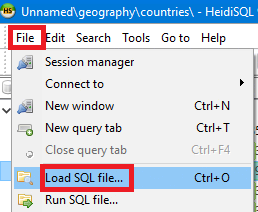 HS Unnamed\geography\countries\ - HeidiSQL
File Edit Search Tools Go to Help
Session manager
Connect to
New window Ctrl+N
New query tab Ctrl+T
Close query tab Ctrl+F4
Load SQL file... Ctrl+O
Run SQL file...